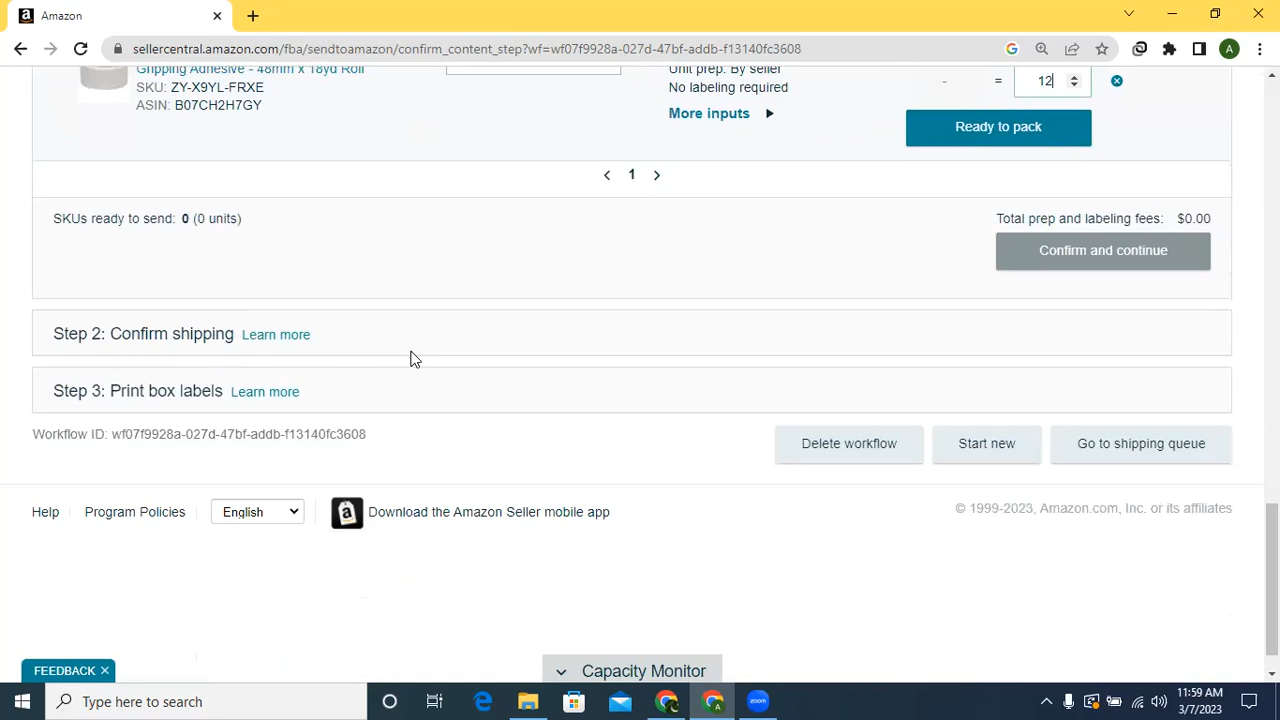 Amazon
sellercentral.amazon.com/fba/sendtoamazon/confirm_content_step?wf=wf07f9928a-027d-47bf-addb-f13140fc3608
A
Gripping Adhesive - 48mm x 18yd Roll
SKU: ZY-X9YL-FRXE
ASIN: B07CH2H7GY
Unit prep: By seller
No labeling required
More inputs
- = 12
Ready to pack
1
SKUs ready to send: 0 (0 units)
Total prep and labeling fees: $0.00
Confirm and continue
Step 2: Confirm shipping Learn more
Step 3: Print box labels Learn more
Workflow ID: wf07f9928a-027d-47bf-addb-f13140fc3608
Delete workflow Start new Go to shipping queue
Help Program Policies English Download the Amazon Seller mobile app
© 1999-2023, Amazon.com, Inc. or its affiliates
FEEDBACK
Capacity Monitor
Type here to search
zoom
11:59 AM
3/7/2023